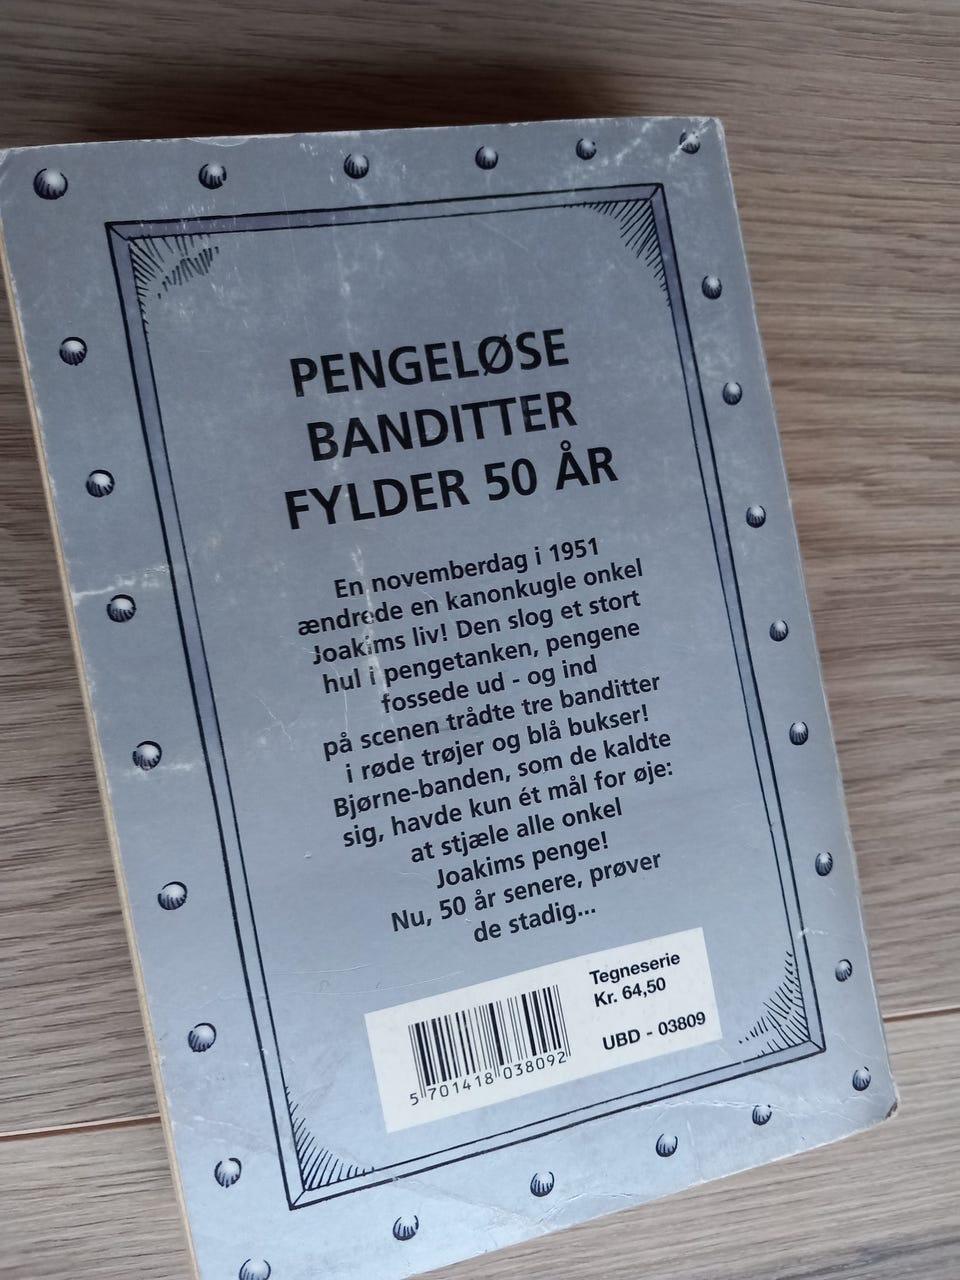 PENGELØSE
BANDITTER
FYLDER 50 ÅR
En novemberdag i 1951
ændrede en kanonkugle onkel
Joakims liv! Den slog et stort
hul i pengetanken, pengene
fossede ud - og ind
på scenen trådte tre banditter
i røde trøjer og blå bukser!
Bjørne-banden, som de kaldte
sig, havde kun ét mål for øje:
at stjæle alle onkel
Joakims penge!
Nu, 50 år senere, prøver
de stadig...
Tegneserie
Kr. 64,50
UBD - 03809
5 701418 038092